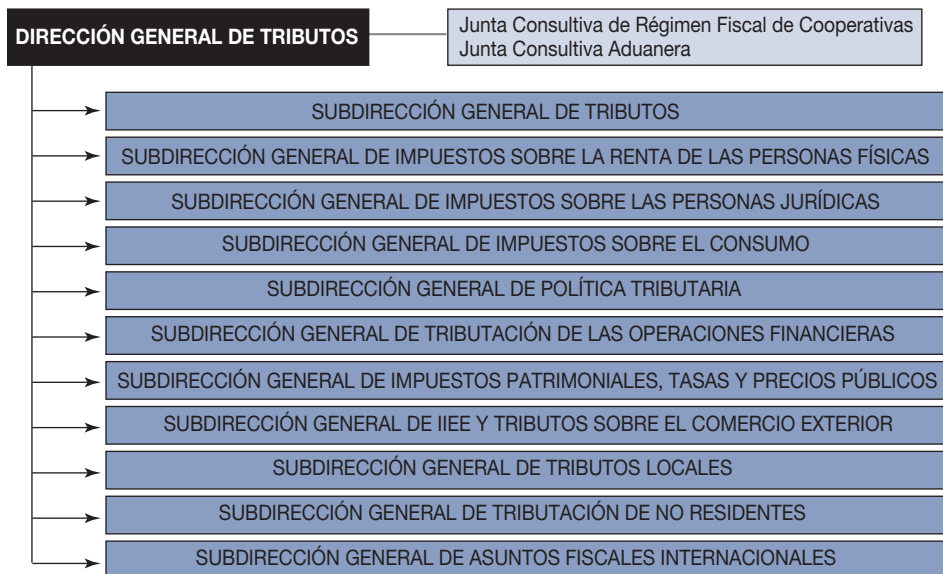 DIRECCIÓN GENERAL DE TRIBUTOS
Junta Consultiva de Régimen Fiscal de Cooperativas
Junta Consultiva Aduanera
SUBDIRECCIÓN GENERAL DE TRIBUTOS
SUBDIRECCIÓN GENERAL DE IMPUESTOS SOBRE LA RENTA DE LAS PERSONAS FÍSICAS
SUBDIRECCIÓN GENERAL DE IMPUESTOS SOBRE LAS PERSONAS JURÍDICAS
SUBDIRECCIÓN GENERAL DE IMPUESTOS SOBRE EL CONSUMO
SUBDIRECCIÓN GENERAL DE POLÍTICA TRIBUTARIA
SUBDIRECCIÓN GENERAL DE TRIBUTACIÓN DE LAS OPERACIONES FINANCIERAS
SUBDIRECCIÓN GENERAL DE IMPUESTOS PATRIMONIALES, TASAS Y PRECIOS PÚBLICOS
SUBDIRECCIÓN GENERAL DE IIEE Y TRIBUTOS SOBRE EL COMERCIO EXTERIOR
SUBDIRECCIÓN GENERAL DE TRIBUTOS LOCALES
SUBDIRECCIÓN GENERAL DE TRIBUTACIÓN DE NO RESIDENTES
SUBDIRECCIÓN GENERAL DE ASUNTOS FISCALES INTERNACIONALES